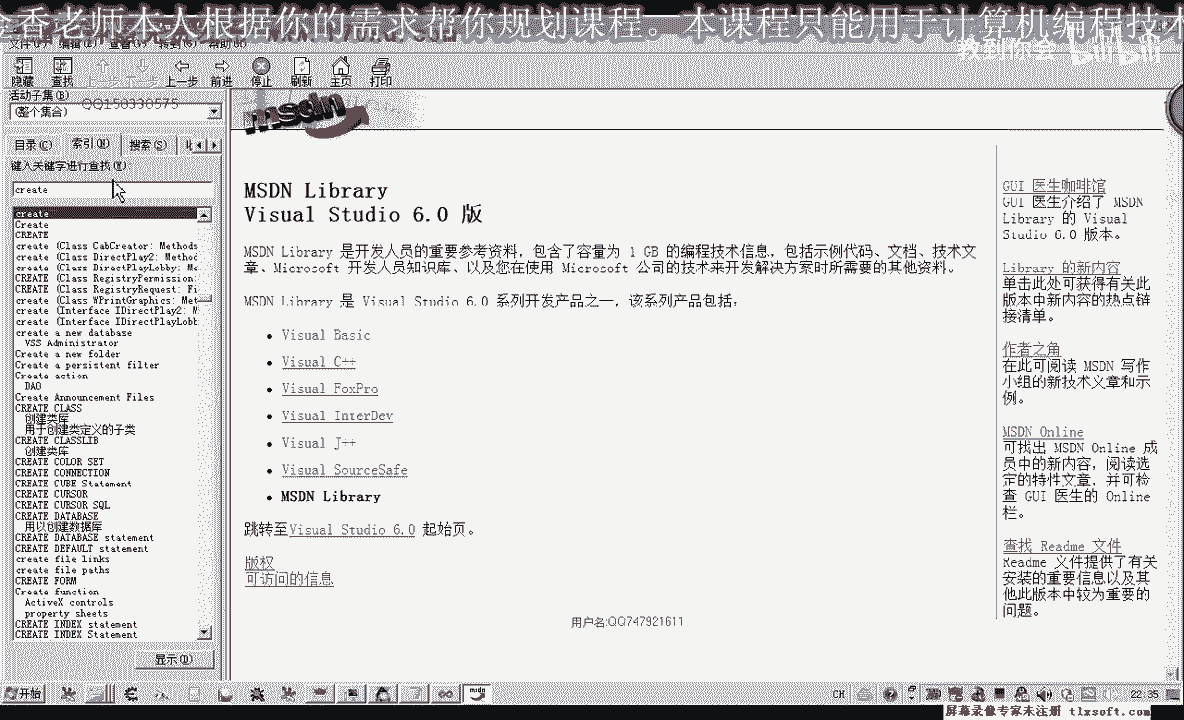 香老师本人根据你的需求帮你规划课程。本课程只能用于计算机编程技
教到你会 bilibili
隐藏 查找 上一步 下一步 上一步 前进 停止 刷新 主页 打印
活动子集(B)
QQ150330575
(整个集合)
目录(C) 索引(N) 搜索(S)
键入关键字进行查找(W)
create
create
Create
CREATE
create (Class CabCreator: Methods
create (Class DirectPlay2: Method
create (Class DirectPlayLobby: Me
CREATE (Class RegistryPermission:
CREATE (Class RegistryRequest: Fi
create (Class WPrintGraphics: Met
create (Interface IDirectPlay2: M
create (Interface IDirectPlayLobb
create a new database
VSS Administrator
Create a new folder
Create a persistent filter
Create action
DAO
Create Announcement Files
CREATE CLASS
创建类库
用于创建类定义的子类
CREATE CLASSLIB
创建类库
CREATE COLOR SET
CREATE CONNECTION
CREATE CUBE Statement
CREATE CURSOR
CREATE CURSOR SQL
CREATE DATABASE
用以创建数据库
CREATE DATABASE statement
CREATE DEFAULT statement
create file links
create file paths
CREATE FORM
Create function
ActiveX controls
property sheets
CREATE INDEX statement
CREATE INDEX Statement
显示(D)
msdn
MSDN Library
Visual Studio 6.0 版
MSDN Library 是开发人员的重要参考资料，包含了容量为 1 GB 的编程技术信息，包括示例代码、文档、技术文
章、Microsoft 开发人员知识库、以及您在使用 Microsoft 公司的技术来开发解决方案时所需要的其他资料。
MSDN Library 是 Visual Studio 6.0 系列开发产品之一，该系列产品包括：
• Visual Basic
• Visual C++
• Visual FoxPro
• Visual InterDev
• Visual J++
• Visual SourceSafe
• MSDN Library
跳转至Visual Studio 6.0 起始页。
版权
可访问的信息
用户名:QQ747921611
GUI 医生咖啡馆
GUI 医生介绍了 MSDN
Library 的 Visual
Studio 6.0 版本。
Library 的新内容
单击此处可获得有关此
版本中新内容的热点链
接清单。
作者之角
在此可阅读 MSDN 写作
小组的新技术文章和示
例。
MSDN Online
可找出 MSDN Online 成
员中的新内容，阅读选
定的特性文章，并可检
查 GUI 医生的 Online
栏。
查找 Readme 文件
Readme 文件提供了有关
安装的重要信息以及其
他此版本中较为重要的
问题。
开始
CH
22:35
屏幕录像专家未注册 tlxsoft.com